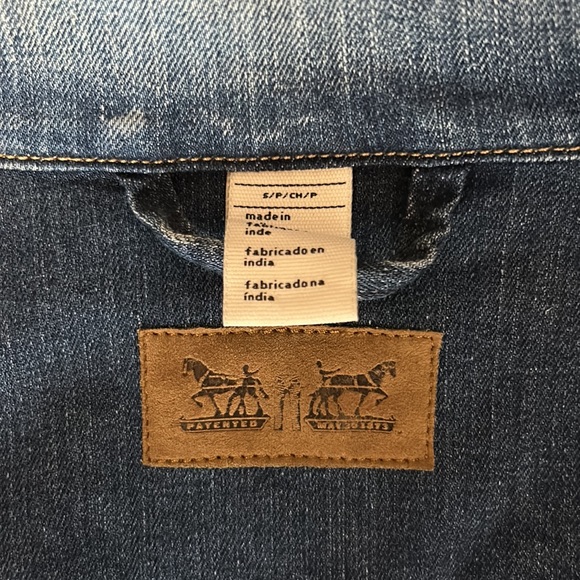 S/P/CH/P
made in
inde
fabricado en
india
fabricado na
índia
PATENTED